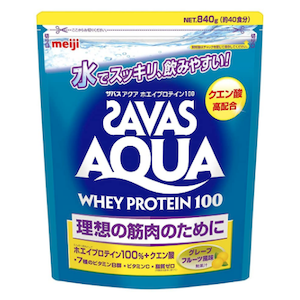 meiji
NET.840g(約40食分)
水でスッキリ、飲みやすい!
クエン酸
高配合
ザバス アクア ホエイプロテイン100
SAVAS
AQUA
WHEY PROTEIN 100
理想の筋肉のために
ホエイプロテイン100%+クエン酸
・7種のビタミンB群 ・ビタミンC ・脂質ゼロ
グレープ
フルーツ風味